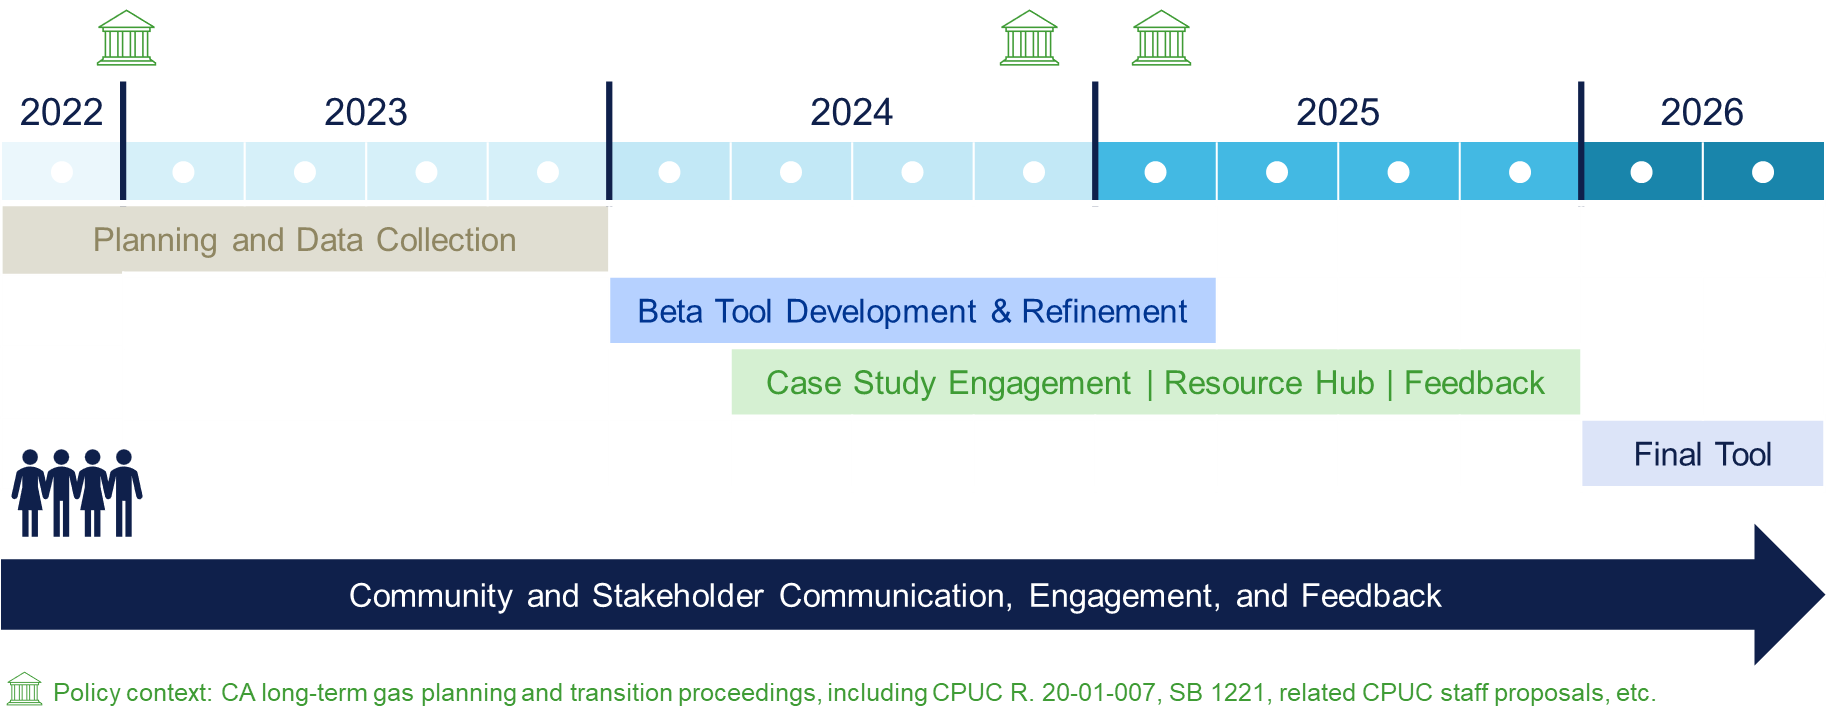 2022
2023
2024
2025
2026
Planning and Data Collection
Beta Tool Development & Refinement
Case Study Engagement | Resource Hub | Feedback
Final Tool
Community and Stakeholder Communication, Engagement, and Feedback
Policy context: CA long-term gas planning and transition proceedings, including CPUC R. 20-01-007, SB 1221, related CPUC staff proposals, etc.